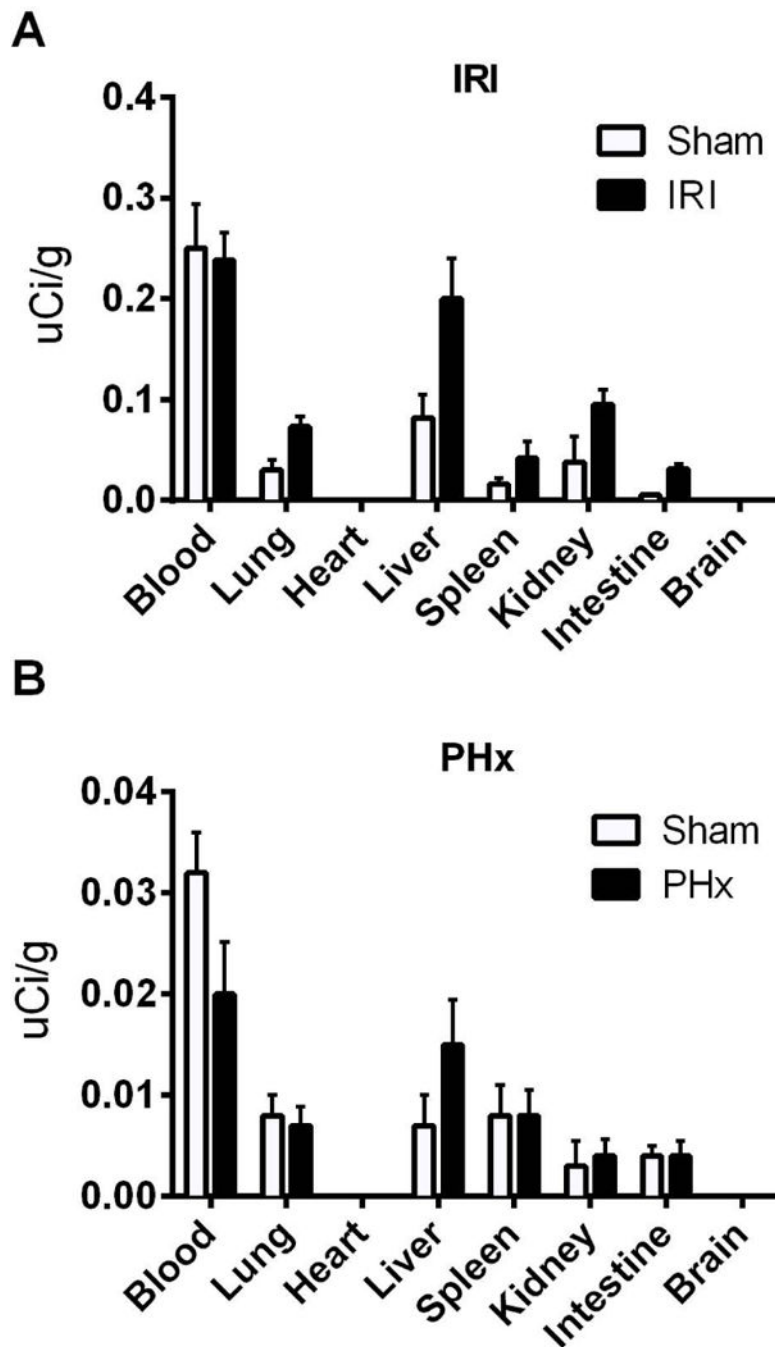 A
IRI
0.4
0.3
0.2
0.1
0.0
uCi/g
Sham
IRI
Blood
Lung
Heart
Liver
Spleen
Kidney
Intestine
Brain
B
PHx
0.04
0.03
0.02
0.01
0.00
uCi/g
Sham
PHx
Blood
Lung
Heart
Liver
Spleen
Kidney
Intestine
Brain